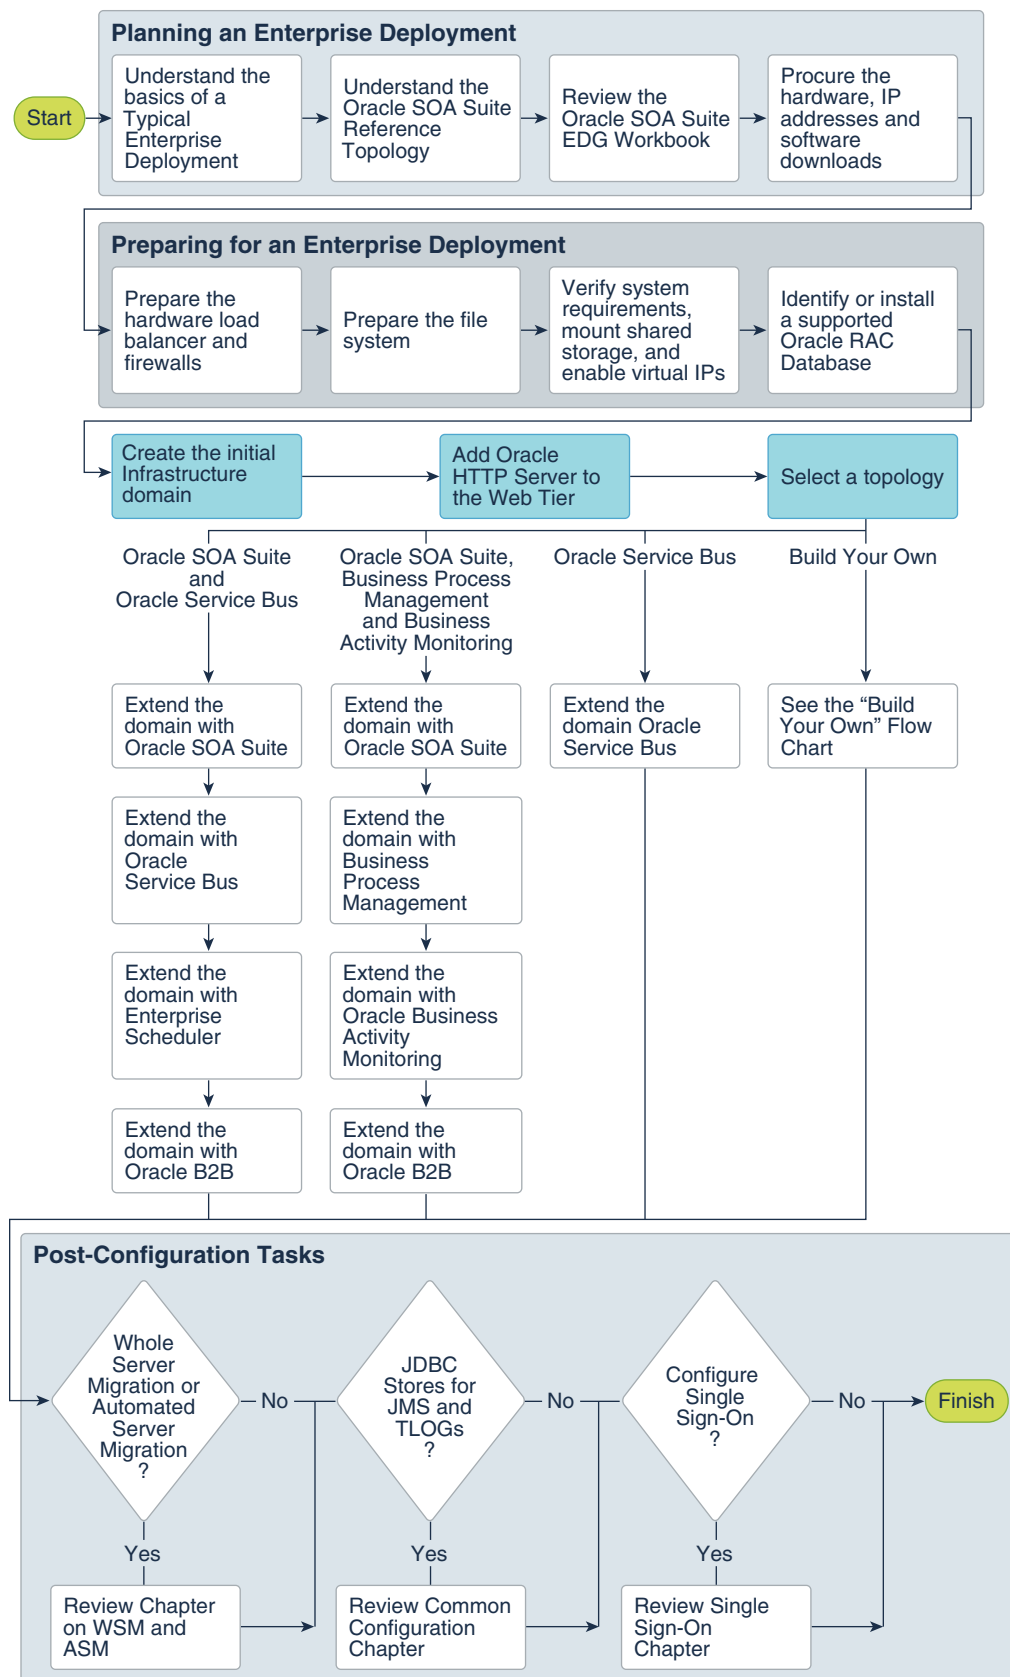 Planning an Enterprise Deployment
Start
Understand the
basics of a
Typical
Enterprise
Deployment
Understand the
Oracle SOA Suite
Reference
Topology
Review the
Oracle SOA Suite
EDG Workbook
Procure the
hardware, IP
addresses and
software
downloads
Preparing for an Enterprise Deployment
Prepare the
hardware load
balancer and
firewalls
Prepare the file
system
Verify system
requirements,
mount shared
storage, and
enable virtual IPs
Identify or install
a supported
Oracle RAC
Database
Create the initial
Infrastructure
domain
Add Oracle
HTTP Server to
the Web Tier
Select a topology
Oracle SOA Suite
and
Oracle Service Bus
Oracle SOA Suite,
Business Process
Management
and Business
Activity Monitoring
Oracle Service Bus
Build Your Own
Extend the
domain with
Oracle SOA Suite
Extend the
domain with
Oracle SOA Suite
Extend the
domain Oracle
Service Bus
See the “Build
Your Own” Flow
Chart
Extend the
domain with
Oracle
Service Bus
Extend the
domain with
Business
Process
Management
Extend the
domain with
Enterprise
Scheduler
Extend the
domain with
Oracle Business
Activity
Monitoring
Extend the
domain with
Oracle B2B
Extend the
domain with
Oracle B2B
Post-Configuration Tasks
Whole
Server
Migration or
Automated
Server
Migration
?
No
JDBC
Stores for
JMS and
TLOGs
?
No
Configure
Single
Sign-On
?
No
Finish
Yes
Yes
Yes
Review Chapter
on WSM and
ASM
Review Common
Configuration
Chapter
Review Single
Sign-On
Chapter